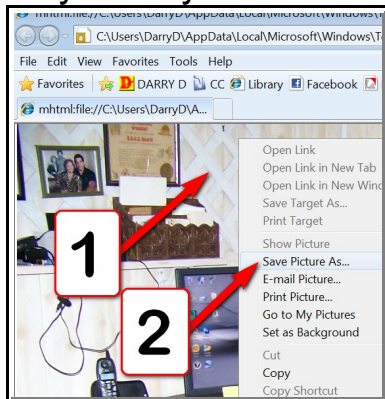 mhtml:file://C:\Users\DarryD\AppData\Local\Microsoft\Windows\T
C:\Users\DarryD\AppData\Local\Microsoft\Windows\Te
File Edit View Favorites Tools Help
Favorites DARRY D CC Library Facebook
mhtml:file://C:\Users\DarryD\A...
Open Link
Open Link in New Tab
Open Link in New Wind
Save Target As...
Print Target
Show Picture
1
Save Picture As...
E-mail Picture...
2
Print Picture...
Go to My Pictures
Set as Background
Cut
Copy
Copy Shortcut